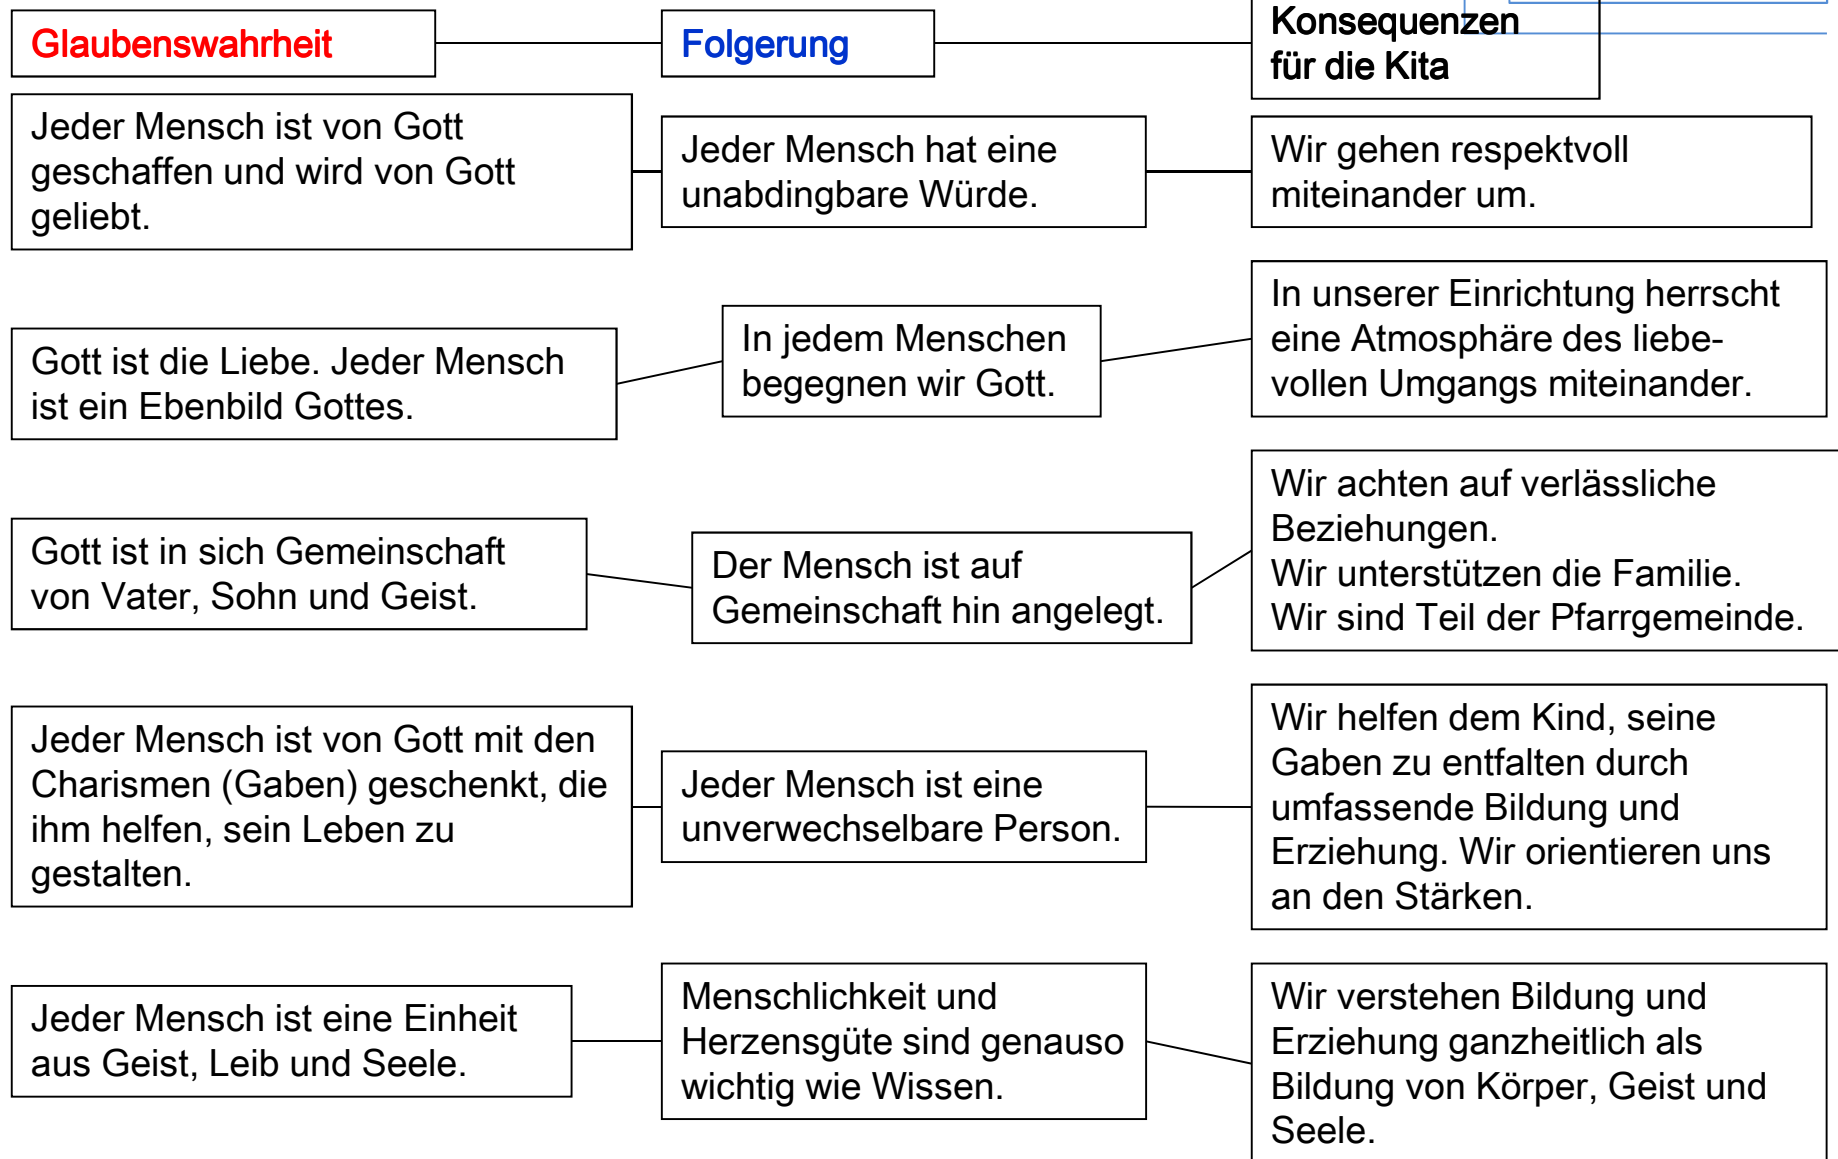 Glaubenswahrheit
Folgerung
Konsequenzen
für die Kita
Jeder Mensch ist von Gott
geschaffen und wird von Gott
geliebt.
Jeder Mensch hat eine
unabdingbare Würde.
Wir gehen respektvoll
miteinander um.
Gott ist die Liebe. Jeder Mensch
ist ein Ebenbild Gottes.
In jedem Menschen
begegnen wir Gott.
In unserer Einrichtung herrscht
eine Atmosphäre des liebe-
vollen Umgangs miteinander.
Gott ist in sich Gemeinschaft
von Vater, Sohn und Geist.
Der Mensch ist auf
Gemeinschaft hin angelegt.
Wir achten auf verlässliche
Beziehungen.
Wir unterstützen die Familie.
Wir sind Teil der Pfarrgemeinde.
Jeder Mensch ist von Gott mit den
Charismen (Gaben) geschenkt, die
ihm helfen, sein Leben zu
gestalten.
Jeder Mensch ist eine
unverwechselbare Person.
Wir helfen dem Kind, seine
Gaben zu entfalten durch
umfassende Bildung und
Erziehung. Wir orientieren uns
an den Stärken.
Jeder Mensch ist eine Einheit
aus Geist, Leib und Seele.
Menschlichkeit und
Herzensgüte sind genauso
wichtig wie Wissen.
Wir verstehen Bildung und
Erziehung ganzheitlich als
Bildung von Körper, Geist und
Seele.